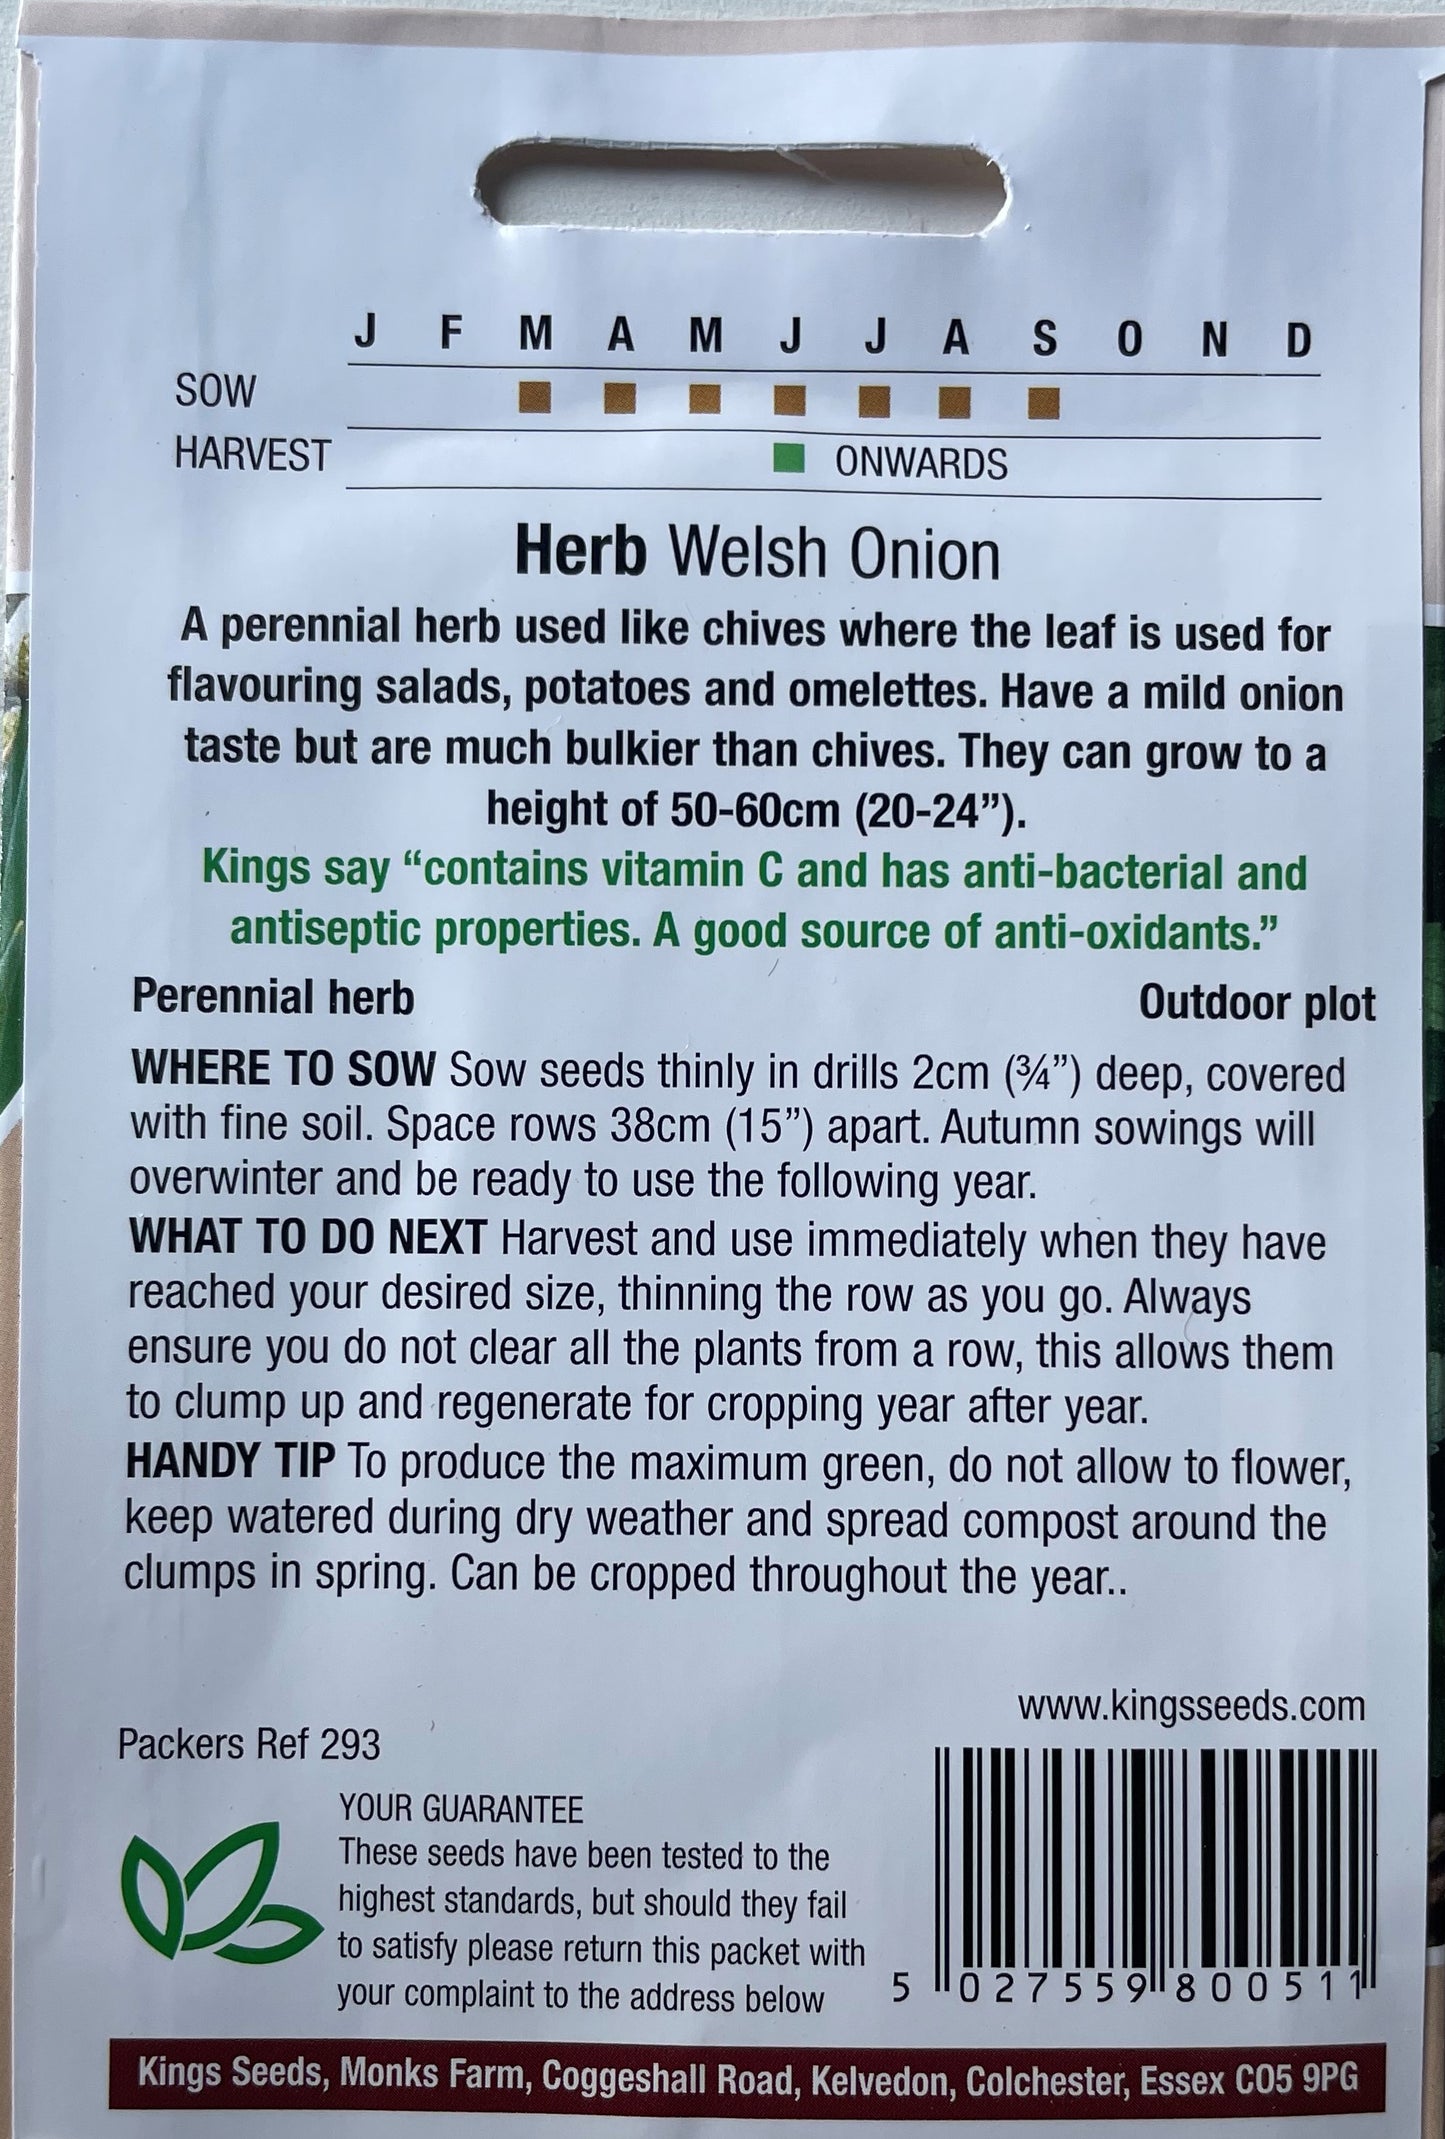 J F M A M J J A S O N D
SOW
HARVEST ONWARDS
Herb Welsh Onion
A perennial herb used like chives where the leaf is used for
flavouring salads, potatoes and omelettes. Have a mild onion
taste but are much bulkier than chives. They can grow to a
height of 50-60cm (20-24”).
Kings say “contains vitamin C and has anti-bacterial and
antiseptic properties. A good source of anti-oxidants.”
Perennial herb Outdoor plot
WHERE TO SOW Sow seeds thinly in drills 2cm (¾”) deep, covered
with fine soil. Space rows 38cm (15”) apart. Autumn sowings will
overwinter and be ready to use the following year.
WHAT TO DO NEXT Harvest and use immediately when they have
reached your desired size, thinning the row as you go. Always
ensure you do not clear all the plants from a row, this allows them
to clump up and regenerate for cropping year after year.
HANDY TIP To produce the maximum green, do not allow to flower,
keep watered during dry weather and spread compost around the
clumps in spring. Can be cropped throughout the year..
www.kingsseeds.com
Packers Ref 293
YOUR GUARANTEE
These seeds have been tested to the
highest standards, but should they fail
to satisfy please return this packet with
your complaint to the address below
5 027559 800511
Kings Seeds, Monks Farm, Coggeshall Road, Kelvedon, Colchester, Essex CO5 9PG